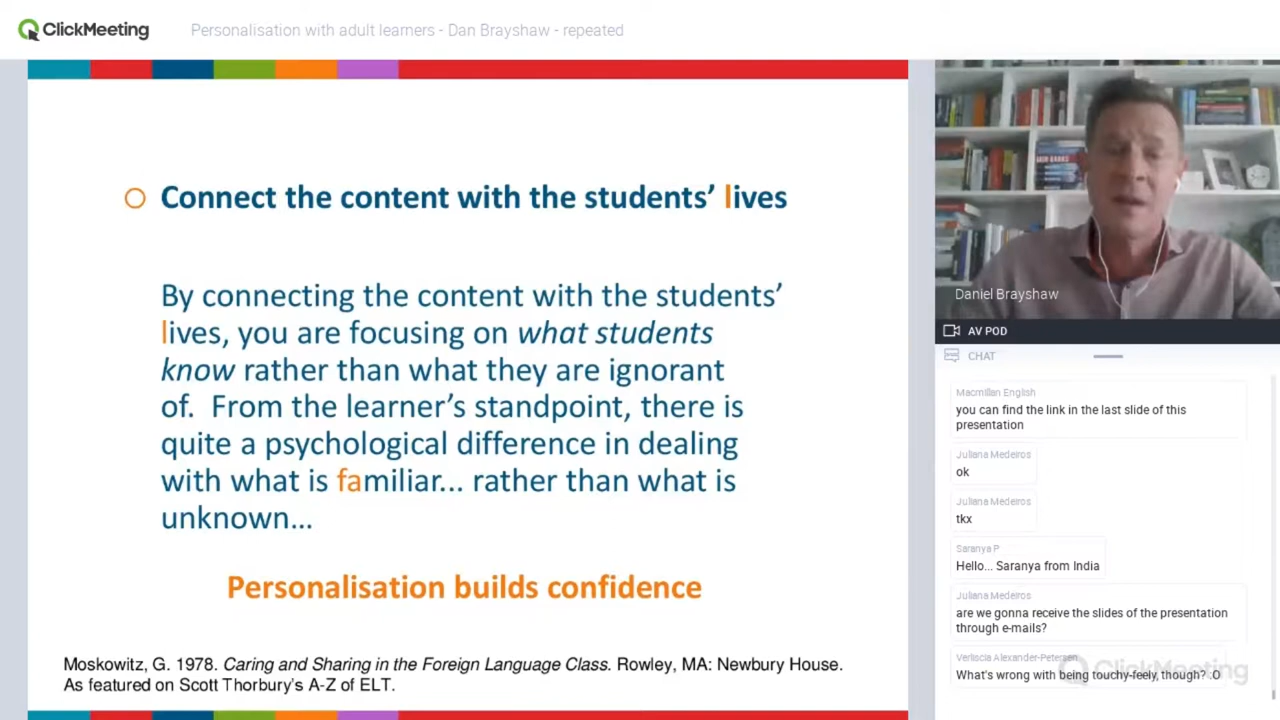 ClickMeeting
Personalisation with adult learners - Dan Brayshaw - repeated
Connect the content with the students’ lives
By connecting the content with the students’
lives, you are focusing on what students
know rather than what they are ignorant
of. From the learner’s standpoint, there is
quite a psychological difference in dealing
with what is familiar... rather than what is
unknown...
Personalisation builds confidence
Moskowitz, G. 1978. Caring and Sharing in the Foreign Language Class. Rowley, MA: Newbury House.
As featured on Scott Thorbury's A-Z of ELT.
IAIN BANKS
Daniel Brayshaw
AV POD
CHAT
Macmillan English
you can find the link in the last slide of this
presentation
Juliana Medeiros
ok
Juliana Medeiros
tkx
Saranya P
Hello... Saranya from India
Juliana Medeiros
are we gonna receive the slides of the presentation
through e-mails?
Verliscia Alexander-Petersen
What's wrong with being touchy-feely, though? :O
ClickMeeting